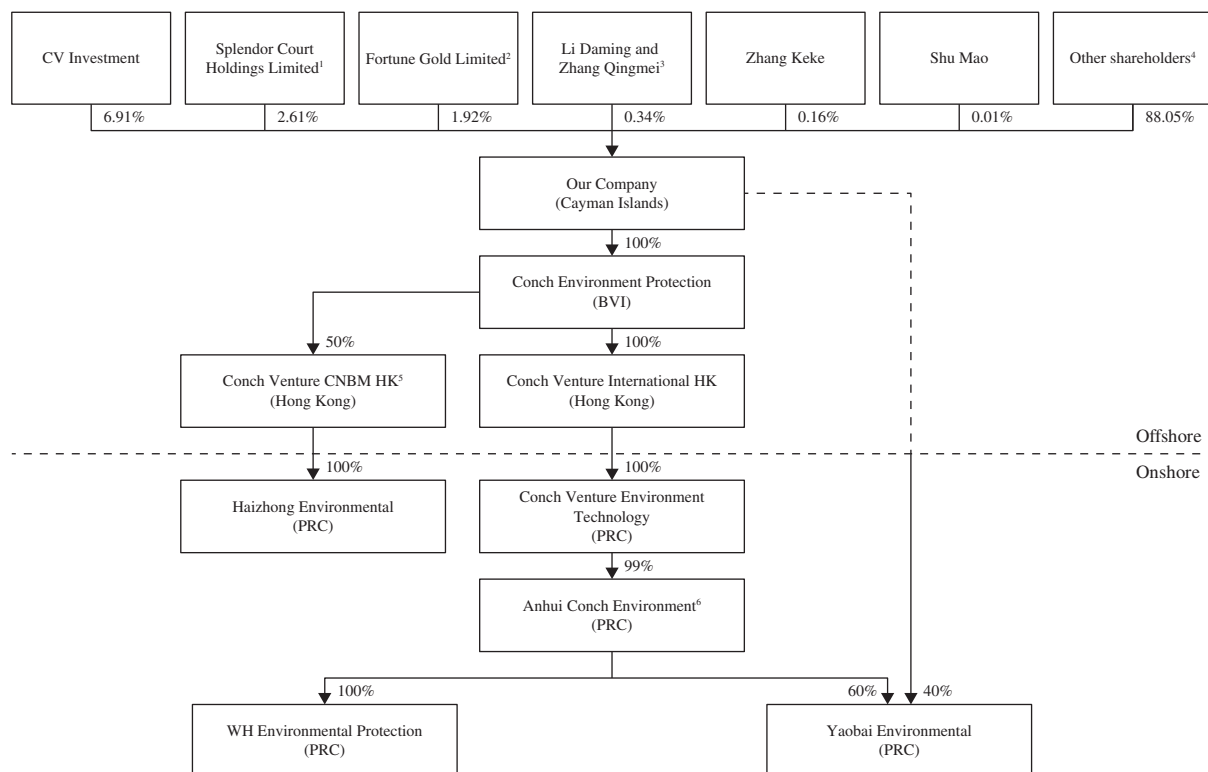 CV Investment
Splendor Court
Holdings Limited¹
Fortune Gold Limited²
Li Daming and
Zhang Qingmei³
Zhang Keke
Shu Mao
Other shareholders⁴
6.91%
2.61%
1.92%
0.34%
0.16%
0.01%
88.05%
Our Company
(Cayman Islands)
100%
Conch Environment Protection
(BVI)
50%
100%
Conch Venture CNBM HK⁵
(Hong Kong)
Conch Venture International HK
(Hong Kong)
Offshore
Onshore
100%
100%
Haizhong Environmental
(PRC)
Conch Venture Environment
Technology
(PRC)
99%
Anhui Conch Environment⁶
(PRC)
100%
60%
40%
WH Environmental Protection
(PRC)
Yaobai Environmental
(PRC)